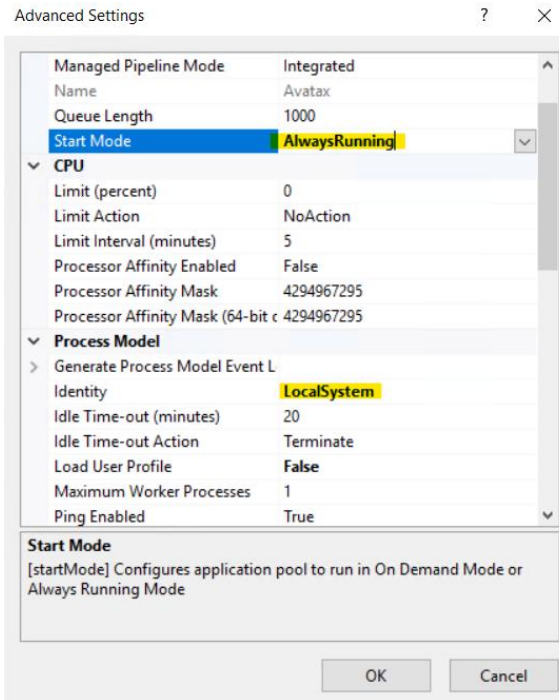 Advanced Settings ? ×
Managed Pipeline Mode Integrated
Name Avatax
Queue Length 1000
Start Mode AlwaysRunning
CPU
Limit (percent) 0
Limit Action NoAction
Limit Interval (minutes) 5
Processor Affinity Enabled False
Processor Affinity Mask 4294967295
Processor Affinity Mask (64-bit c 4294967295
Process Model
Generate Process Model Event L
Identity LocalSystem
Idle Time-out (minutes) 20
Idle Time-out Action Terminate
Load User Profile False
Maximum Worker Processes 1
Ping Enabled True
Start Mode
[startMode] Configures application pool to run in On Demand Mode or
Always Running Mode
OK Cancel